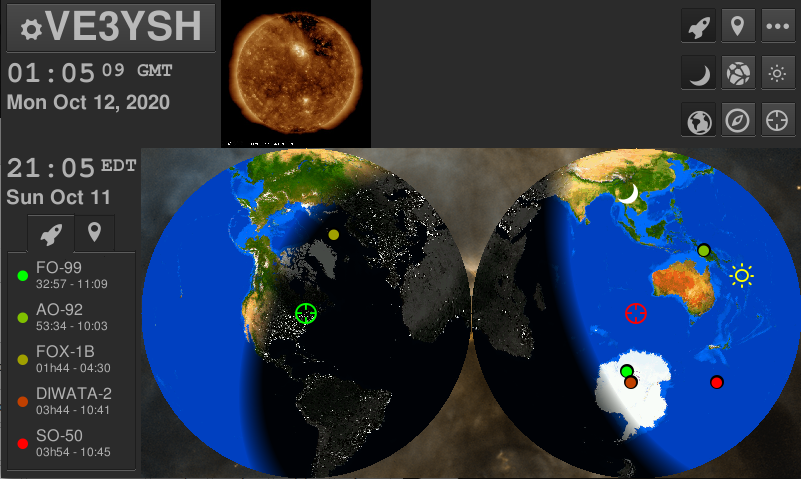 VE3YSH
01:05 09 GMT
Mon Oct 12, 2020
21:05 EDT
Sun Oct 11
FO-99
32:57 - 11:09
AO-92
53:34 - 10:03
FOX-1B
01h44 - 04:30
DIWATA-2
03h44 - 10:41
SO-50
03h54 - 10:45